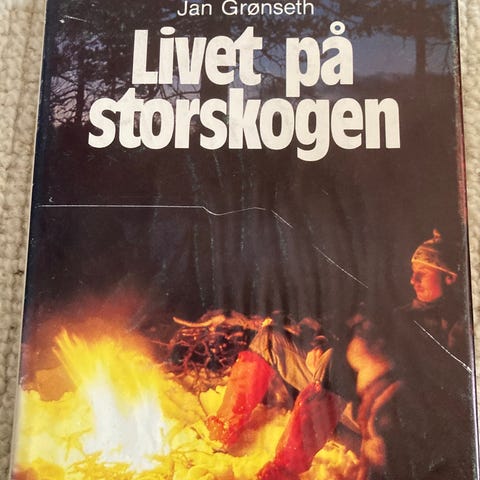 Jan Grønseth
Livet på
storskogen